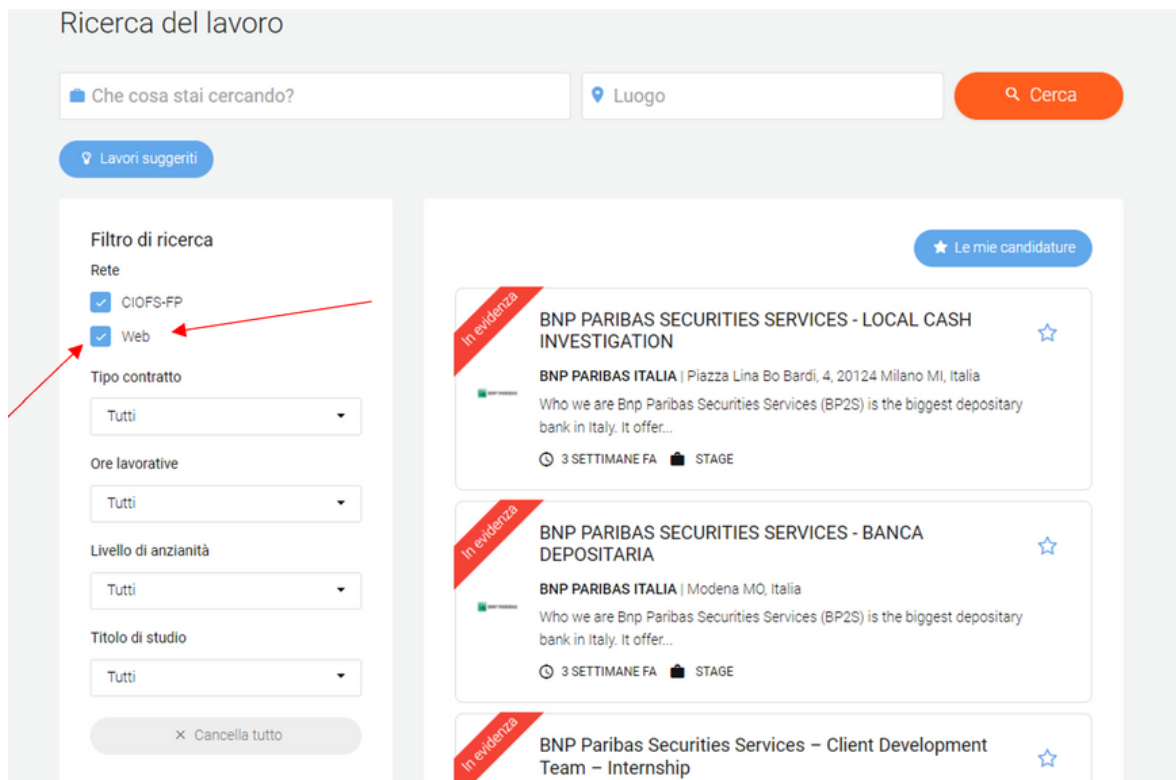 Ricerca del lavoro
Che cosa stai cercando?
Luogo
Cerca
Lavori suggeriti
Filtro di ricerca
Rete
CIOFS-FP
Web
Tipo contratto
Tutti
Ore lavorative
Tutti
Livello di anzianità
Tutti
Titolo di studio
Tutti
Cancella tutto
Le mie candidature
In evidenza
BNP PARIBAS SECURITIES SERVICES - LOCAL CASH
INVESTIGATION
BNP PARIBAS ITALIA | Piazza Lina Bo Bardi, 4, 20124 Milano MI, Italia
BNP PARIBAS
Who we are Bnp Paribas Securities Services (BP2S) is the biggest depositary
bank in Italy. It offer...
3 SETTIMANE FA STAGE
In evidenza
BNP PARIBAS SECURITIES SERVICES - BANCA
DEPOSITARIA
BNP PARIBAS ITALIA | Modena MO, Italia
BNP PARIBAS
Who we are Bnp Paribas Securities Services (BP2S) is the biggest depositary
bank in Italy. It offer...
3 SETTIMANE FA STAGE
In evidenza
BNP Paribas Securities Services – Client Development
Team – Internship